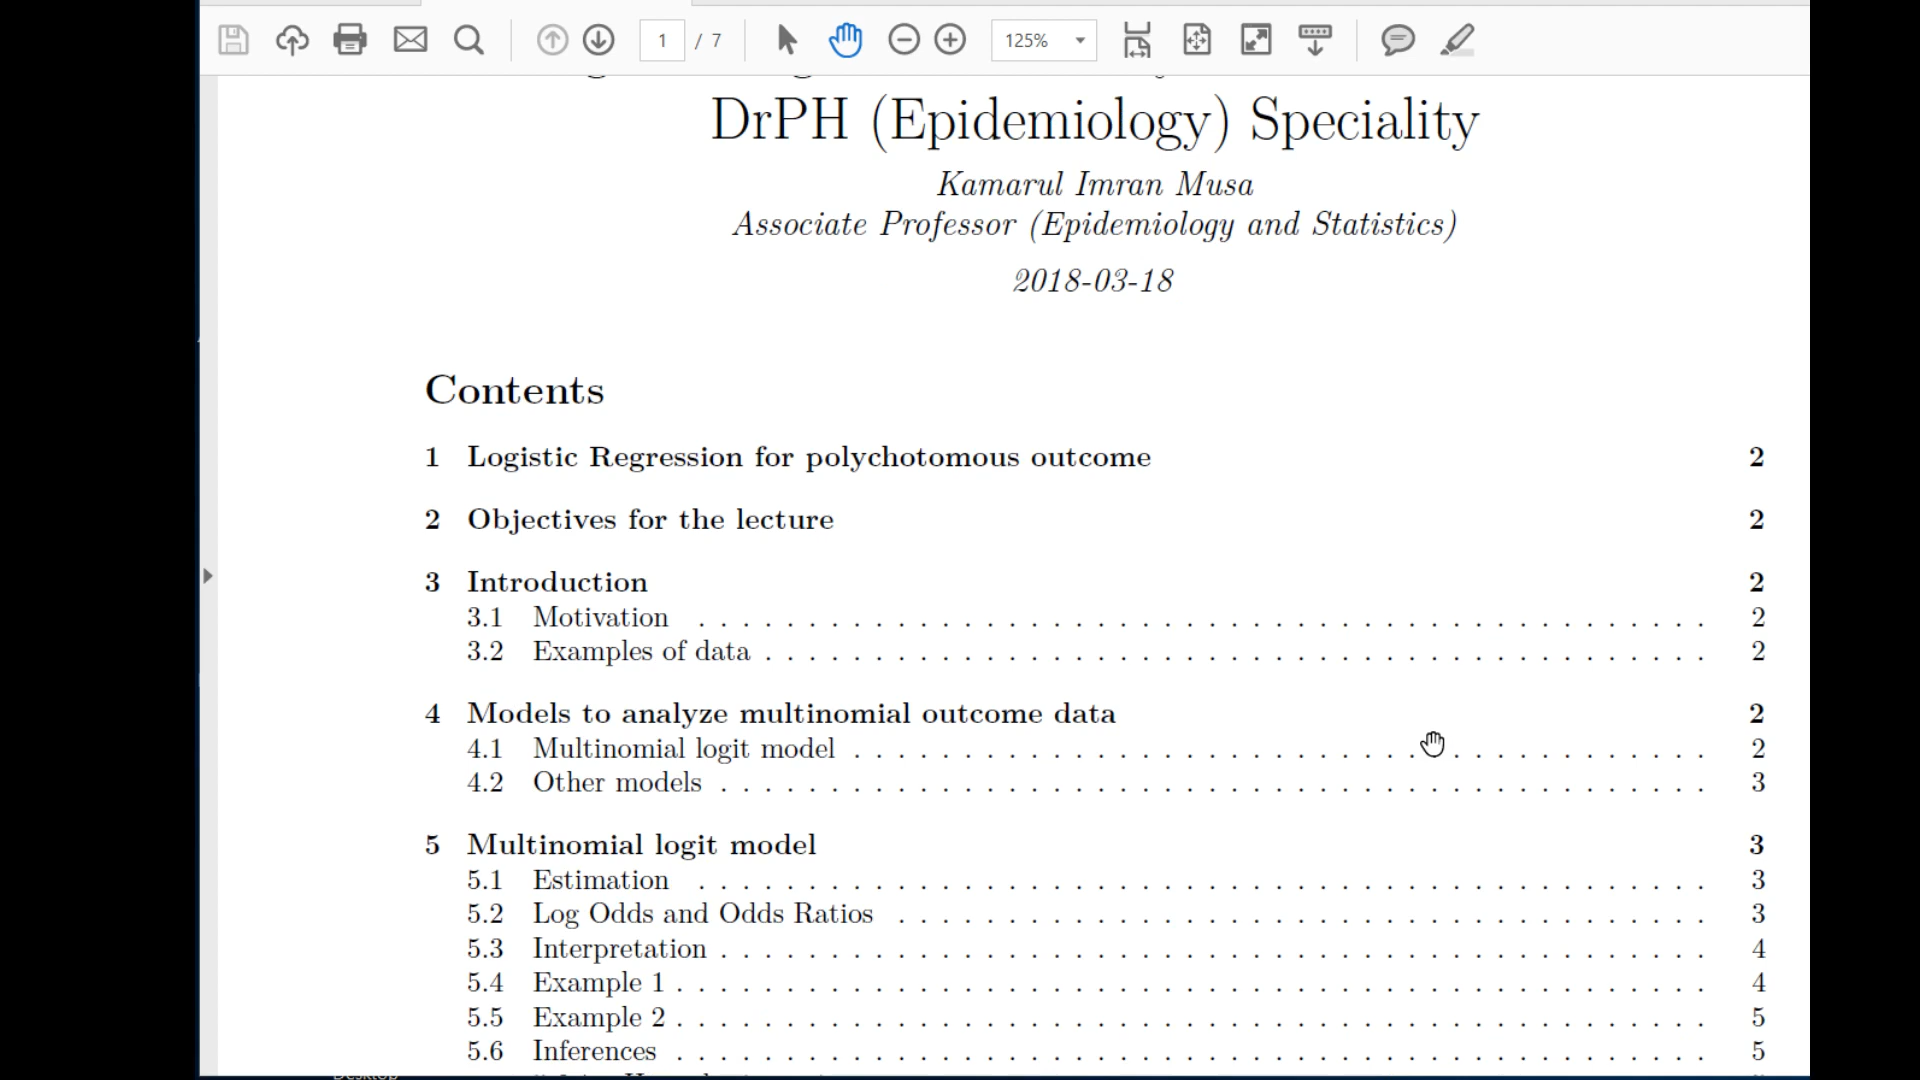 1 / 7 125%
DrPH (Epidemiology) Speciality
Kamarul Imran Musa
Associate Professor (Epidemiology and Statistics)
2018-03-18
Contents
1 Logistic Regression for polychotomous outcome 2
2 Objectives for the lecture 2
3 Introduction 2
3.1 Motivation . . . . . . . . . . . . . . . . . . . . . . . . . . . . . . . . . . . . . . . . . . . . . . 2
3.2 Examples of data . . . . . . . . . . . . . . . . . . . . . . . . . . . . . . . . . . . . . . . . . . . 2
4 Models to analyze multinomial outcome data 2
4.1 Multinomial logit model . . . . . . . . . . . . . . . . . . . . . . . . . . . . . . . . . . . . . . . 2
4.2 Other models . . . . . . . . . . . . . . . . . . . . . . . . . . . . . . . . . . . . . . . . . . . . . 3
5 Multinomial logit model 3
5.1 Estimation . . . . . . . . . . . . . . . . . . . . . . . . . . . . . . . . . . . . . . . . . . . . . . 3
5.2 Log Odds and Odds Ratios . . . . . . . . . . . . . . . . . . . . . . . . . . . . . . . . . . . . . 3
5.3 Interpretation . . . . . . . . . . . . . . . . . . . . . . . . . . . . . . . . . . . . . . . . . . . . . 4
5.4 Example 1 . . . . . . . . . . . . . . . . . . . . . . . . . . . . . . . . . . . . . . . . . . . . . . . 4
5.5 Example 2 . . . . . . . . . . . . . . . . . . . . . . . . . . . . . . . . . . . . . . . . . . . . . . . 5
5.6 Inferences . . . . . . . . . . . . . . . . . . . . . . . . . . . . . . . . . . . . . . . . . . . . . . . 5